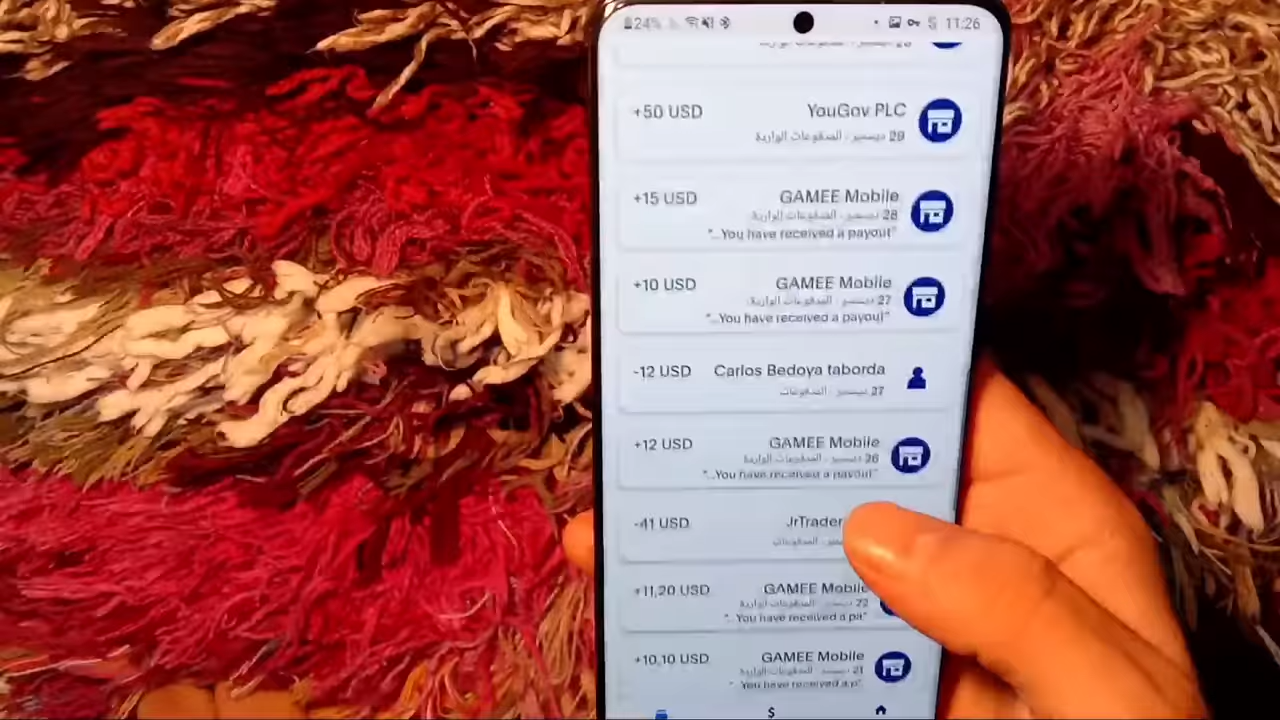 24% 11:26
YouGov PLC +50 USD
29 ديسمبر · المدفوعات الواردة
GAMEE Mobile +15 USD
28 ديسمبر · المدفوعات الواردة
"...You have received a payout"
GAMEE Mobile +10 USD
27 ديسمبر · المدفوعات الواردة
"...You have received a payout"
Carlos Bedoya taborda -12 USD
27 ديسمبر · المدفوعات
GAMEE Mobile +12 USD
26 ديسمبر · المدفوعات الواردة
"...You have received a payout"
JrTrader -41 USD
المدفوعات
GAMEE Mobile +11,20 USD
22 ديسمبر · المدفوعات الواردة
"...You have received a pa"
GAMEE Mobile +10,10 USD
21 ديسمبر · المدفوعات الواردة
"You have received a p"
$